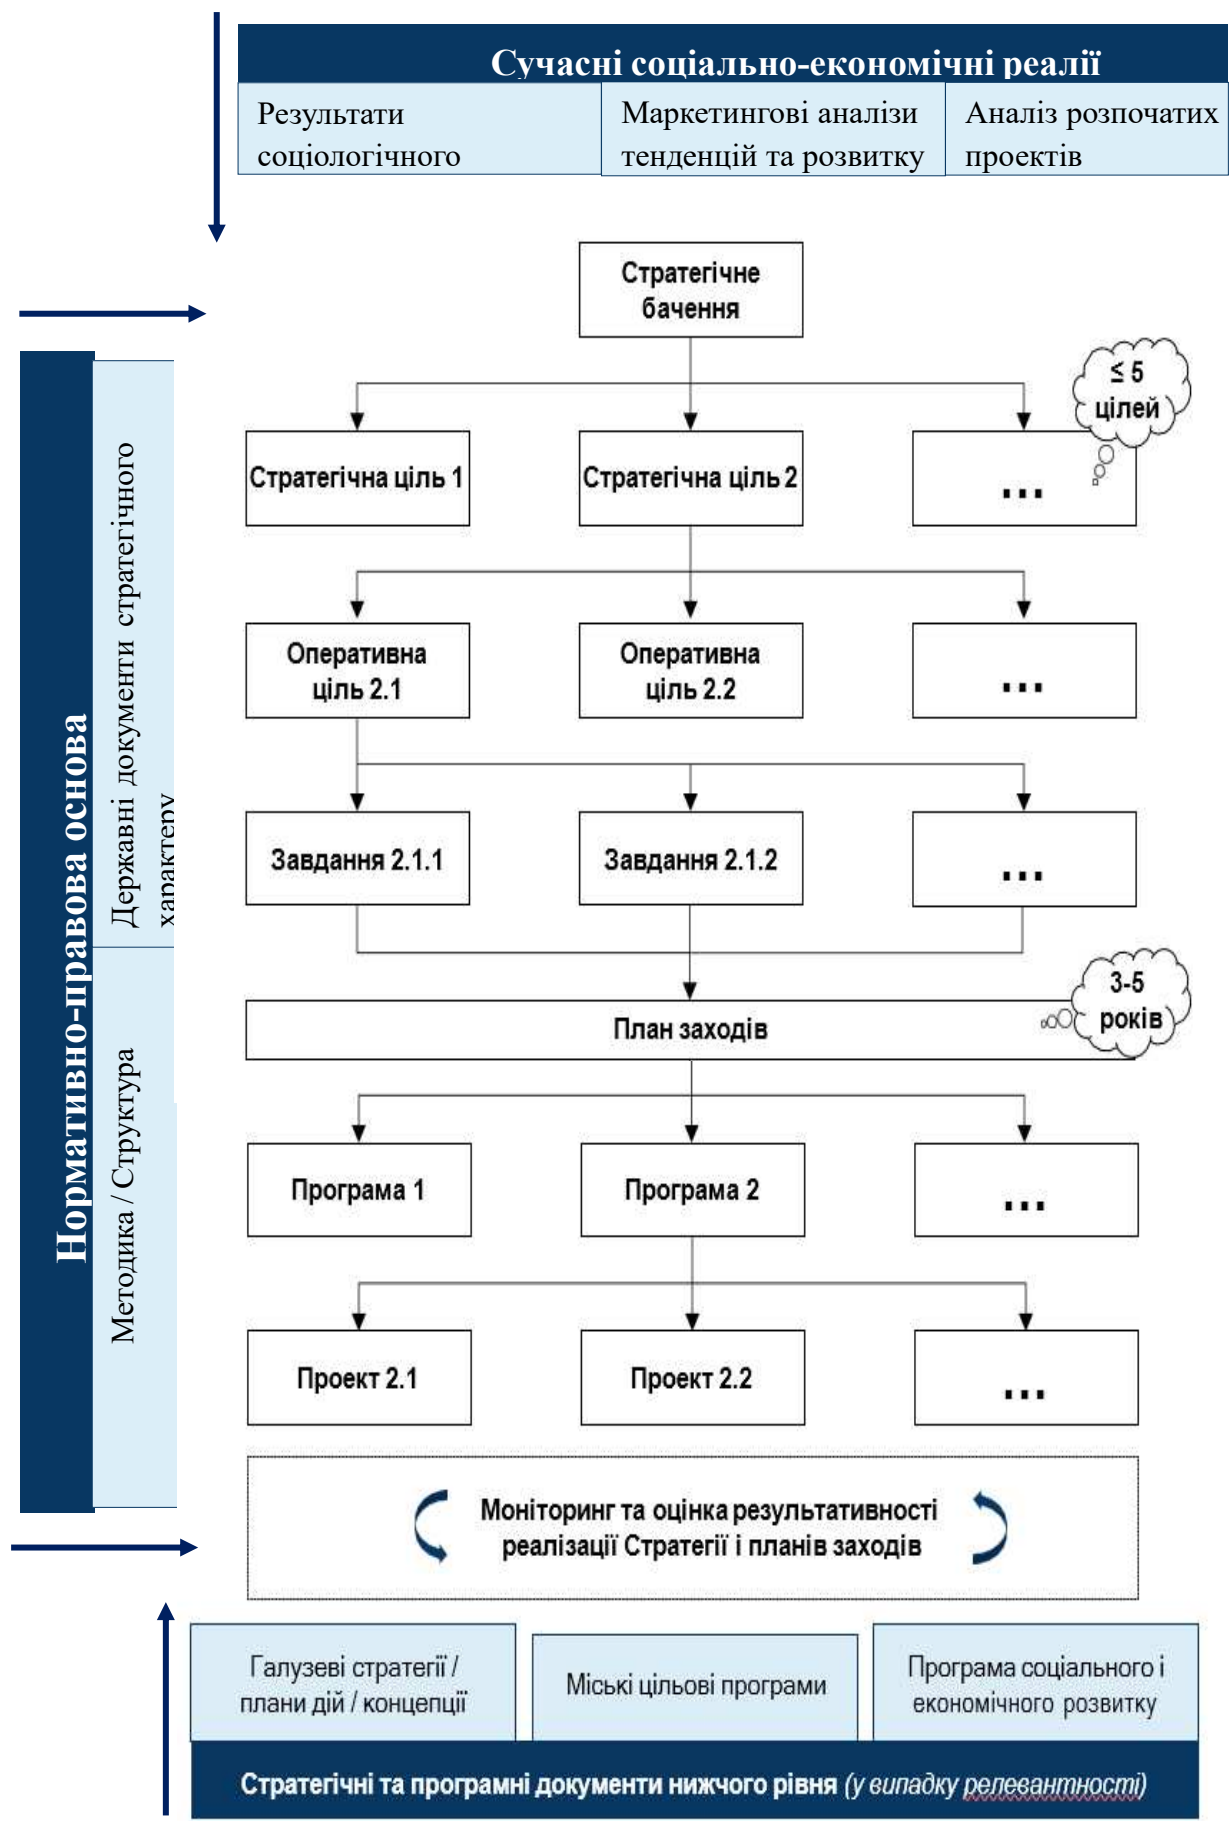 Сучасні соціально-економічні реалії
Результати
соціологічного
Маркетингові аналізи
тенденцій та розвитку
Аналіз розпочатих
проектів
Стратегічне
бачення
≤ 5
цілей
Стратегічна ціль 1
Стратегічна ціль 2
...
Оперативна
ціль 2.1
Оперативна
ціль 2.2
...
Завдання 2.1.1
Завдання 2.1.2
...
3-5
років
План заходів
Програма 1
Програма 2
...
Проект 2.1
Проект 2.2
...
Моніторинг та оцінка результативності
реалізації Стратегії і планів заходів
Нормативно-правова основа
Державні документи стратегічного
характеру
Методика / Структура
Галузеві стратегії /
плани дій / концепції
Міські цільові програми
Програма соціального і
економічного розвитку
Стратегічні та програмні документи нижчого рівня (у випадку релевантності)